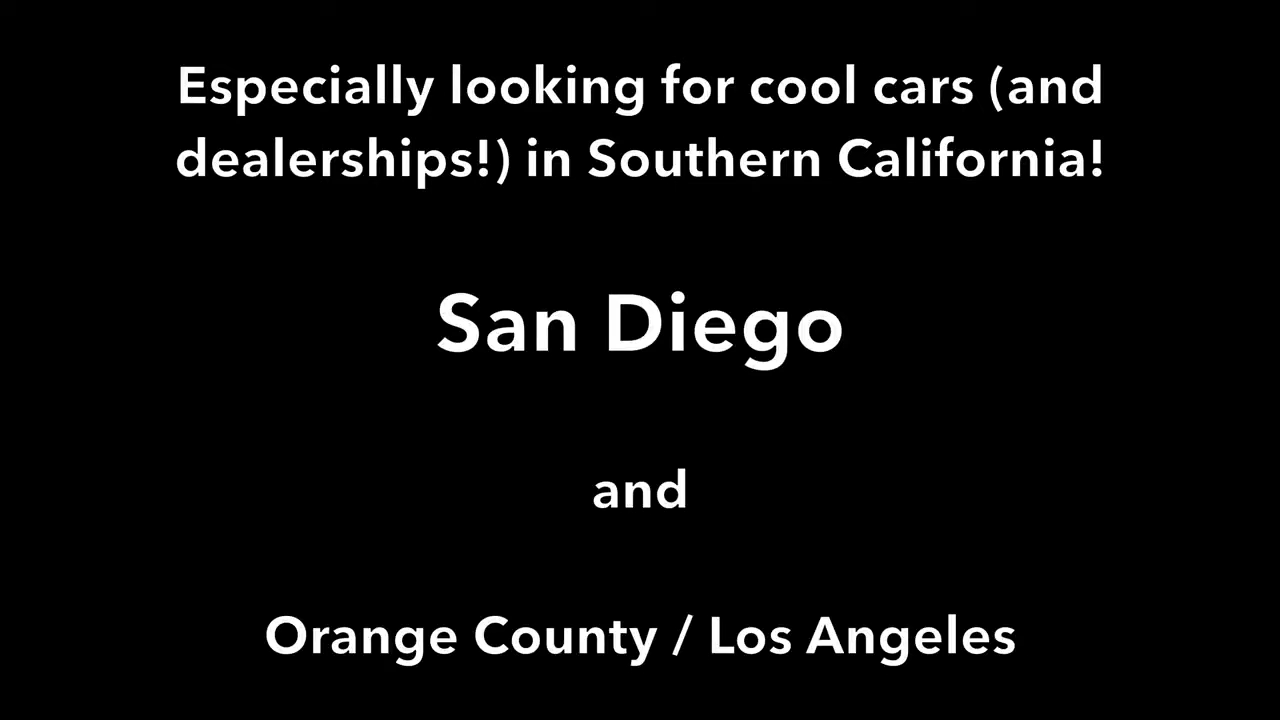 Especially looking for cool cars (and
dealerships!) in Southern California!
San Diego
and
Orange County / Los Angeles